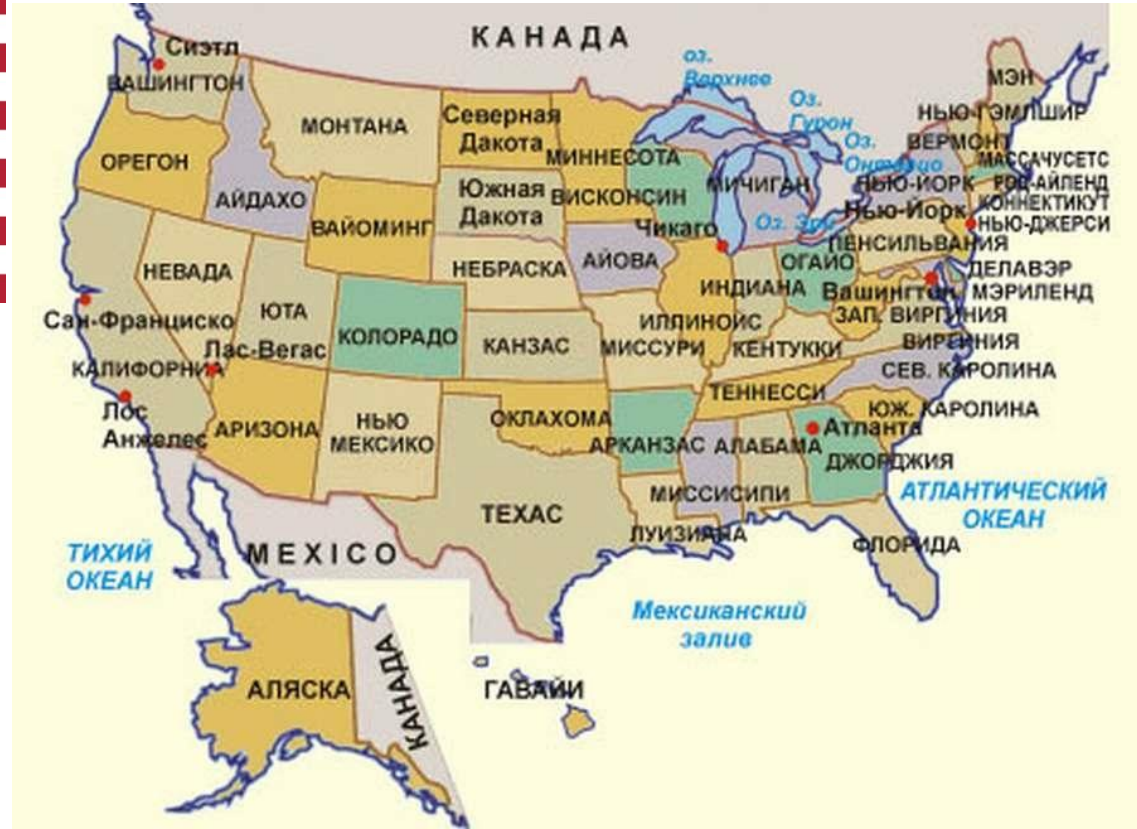 КАНАДА
Сиэтл
ВАШИНГТОН
оз.
Верхнее
Оз.
Гурон
Оз.
Онтарио
МЭН
НЬЮ-ГЭМПШИР
ВЕРМОНТ
МАССАЧУСЕТС
МОНТАНА
Северная
Дакота
МИННЕСОТА
ОРЕГОН
АЙДАХО
Южная
Дакота
ВИСКОНСИН
МИЧИГАН
НЬЮ-ЙОРК
РОД-АЙЛЕНД
КОННЕКТИКУТ
Нью-Йорк
НЬЮ-ДЖЕРСИ
ВАЙОМИНГ
Чикаго
Оз. Эри
ПЕНСИЛЬВАНИЯ
НЕВАДА
НЕБРАСКА
АЙОВА
ОГАЙО
ДЕЛАВЭР
ИНДИАНА
Вашингтон
МЭРИЛЕНД
Сан-Франциско
ЮТА
КОЛОРАДО
ИЛЛИНОИС
ЗАП. ВИРГИНИЯ
Лас-Вегас
КАНЗАС
МИССУРИ
КЕНТУККИ
ВИРГИНИЯ
КАЛИФОРНИЯ
СЕВ. КАРОЛИНА
ТЕННЕССИ
Лос
Анжелес
АРИЗОНА
НЬЮ
МЕКСИКО
ОКЛАХОМА
АРКАНЗАС
АЛАБАМА
ЮЖ. КАРОЛИНА
Атланта
ДЖОРДЖИЯ
МИССИСИПИ
АТЛАНТИЧЕСКИЙ
ОКЕАН
ТЕХАС
ЛУИЗИАНА
ФЛОРИДА
ТИХИЙ
ОКЕАН
MEXICO
Мексиканский
залив
АЛЯСКА
КАНАДА
ГАВАЙИ